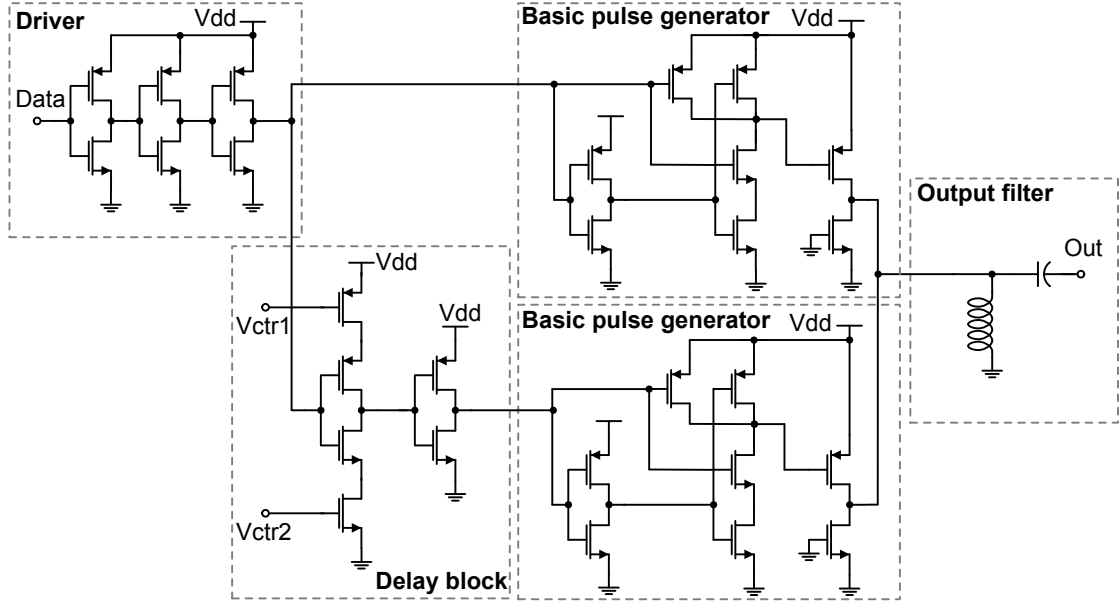 Driver
Vdd
Data
Basic pulse generator
Vdd
Output filter
Out
Vdd
Vctr1
Vdd
Vctr2
Delay block
Basic pulse generator
Vdd